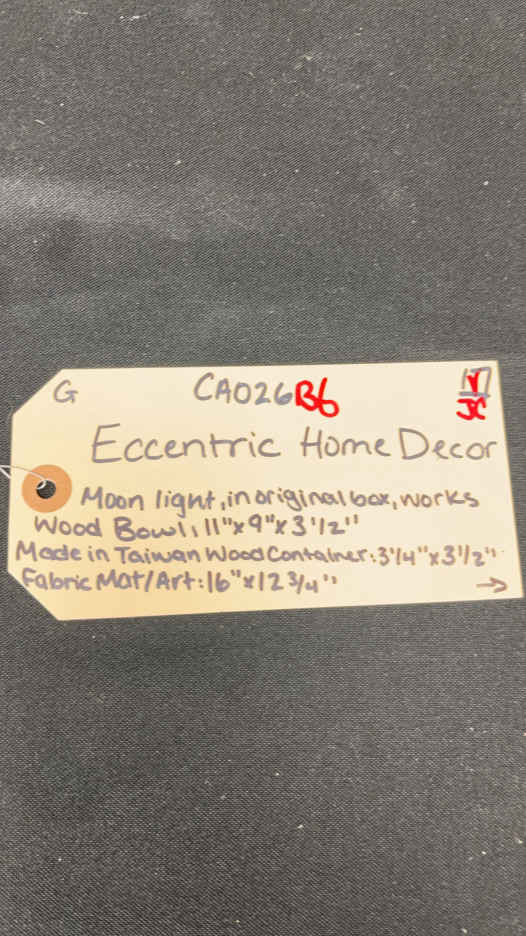 G CA026B6
JC
Eccentric Home Decor
Moon light, in original box, works
Wood Bowl, 11"x9"x3 1/2"
Made in Taiwan Wood Container: 3 1/4"x3 1/2"
Fabric Mat/Art: 16"x12 3/4"
→